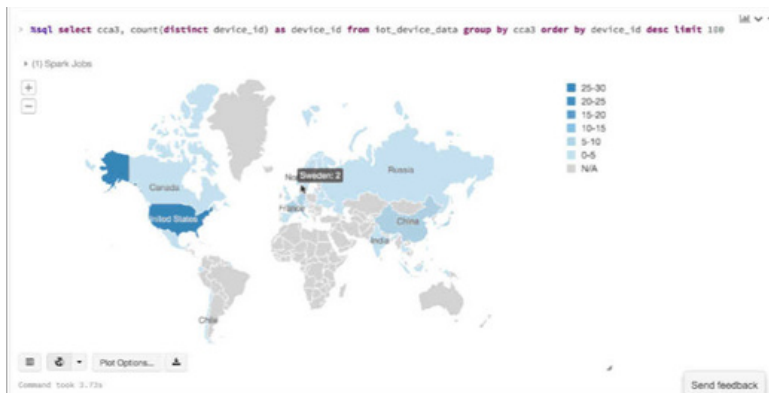 %sql select cca3, count(distinct device_id) as device_id from iot_device_data group by cca3 order by device_id desc limit 100
(1) Spark Jobs
+
−
25-30
20-25
15-20
10-15
5-10
0-5
N/A
Russia
Sweden: 2
Canada
France
United States
China
India
Chile
Plot Options...
Command took 3.73s
Send feedback